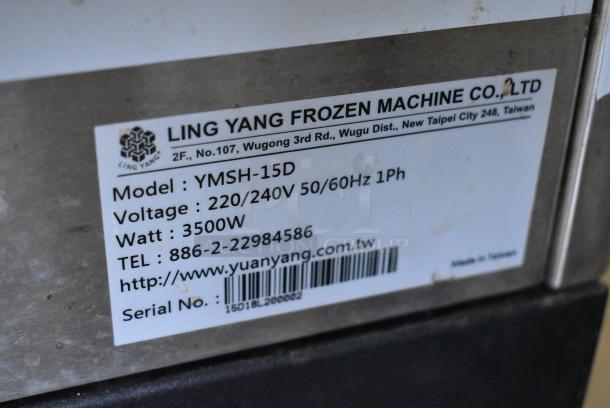 LING YANG
LING YANG FROZEN MACHINE CO., LTD
2F., No.107, Wugong 3rd Rd., Wugu Dist., New Taipei City 248, Taiwan
Model : YMSH-15D
Voltage : 220/240V 50/60Hz 1Ph
Watt : 3500W
TEL : 886-2-22984586
http://www.yuanyang.com.tw
Serial No. :
15D18L200002
Made in Taiwan